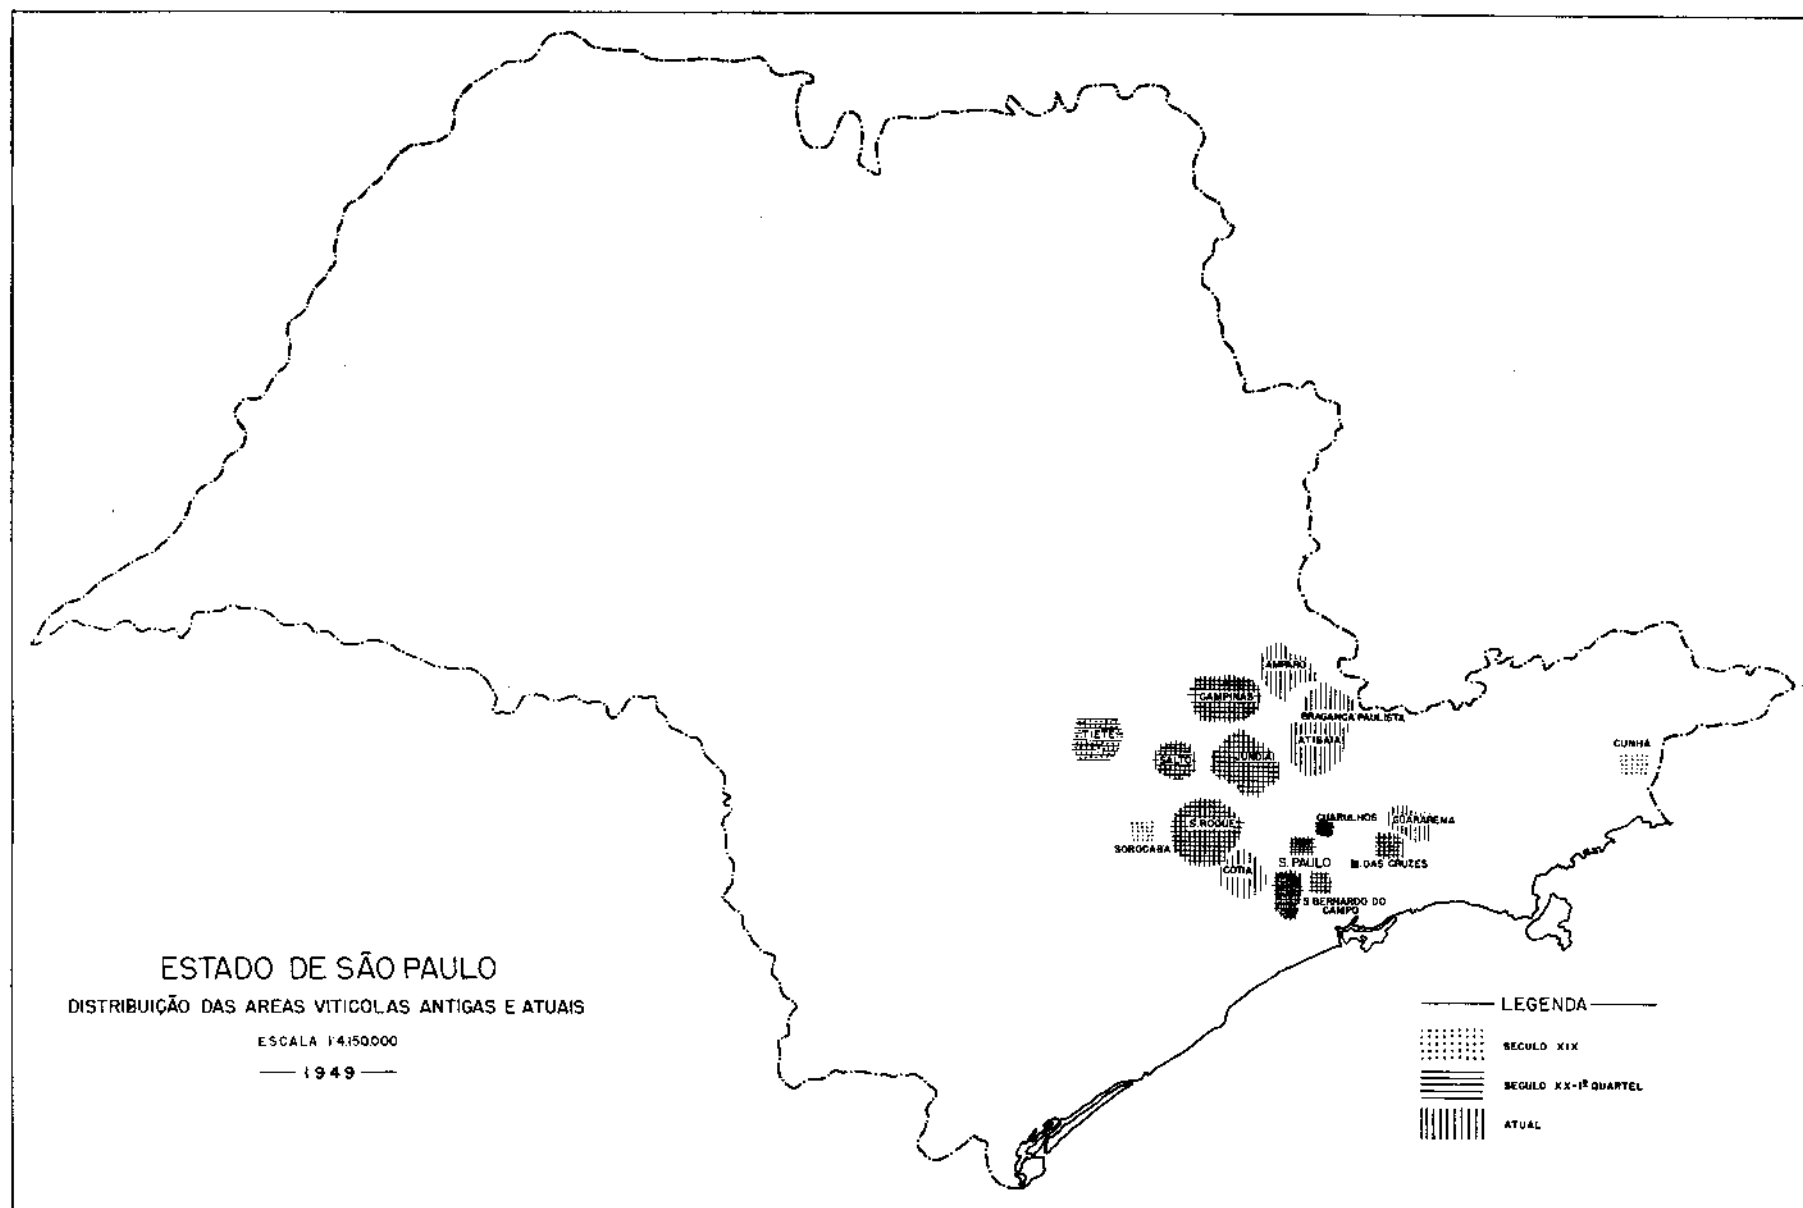 AMPARO
CAMPINAS
BRAGANÇA PAULISTA
TIETÊ
ATIBAIA
CUNHA
SALTO
JUNDIAÍ
S. ROQUE
GUARULHOS
GUARAREMA
SOROCABA
S. PAULO
M. DAS CRUZES
COTIA
S BERNARDO DO
CAMPO
ESTADO DE SÃO PAULO
DISTRIBUIÇÃO DAS AREAS VITICOLAS ANTIGAS E ATUAIS
ESCALA 1:4.150.000
1949
LEGENDA
SECULO XIX
SECULO XX-1º QUARTEL
ATUAL